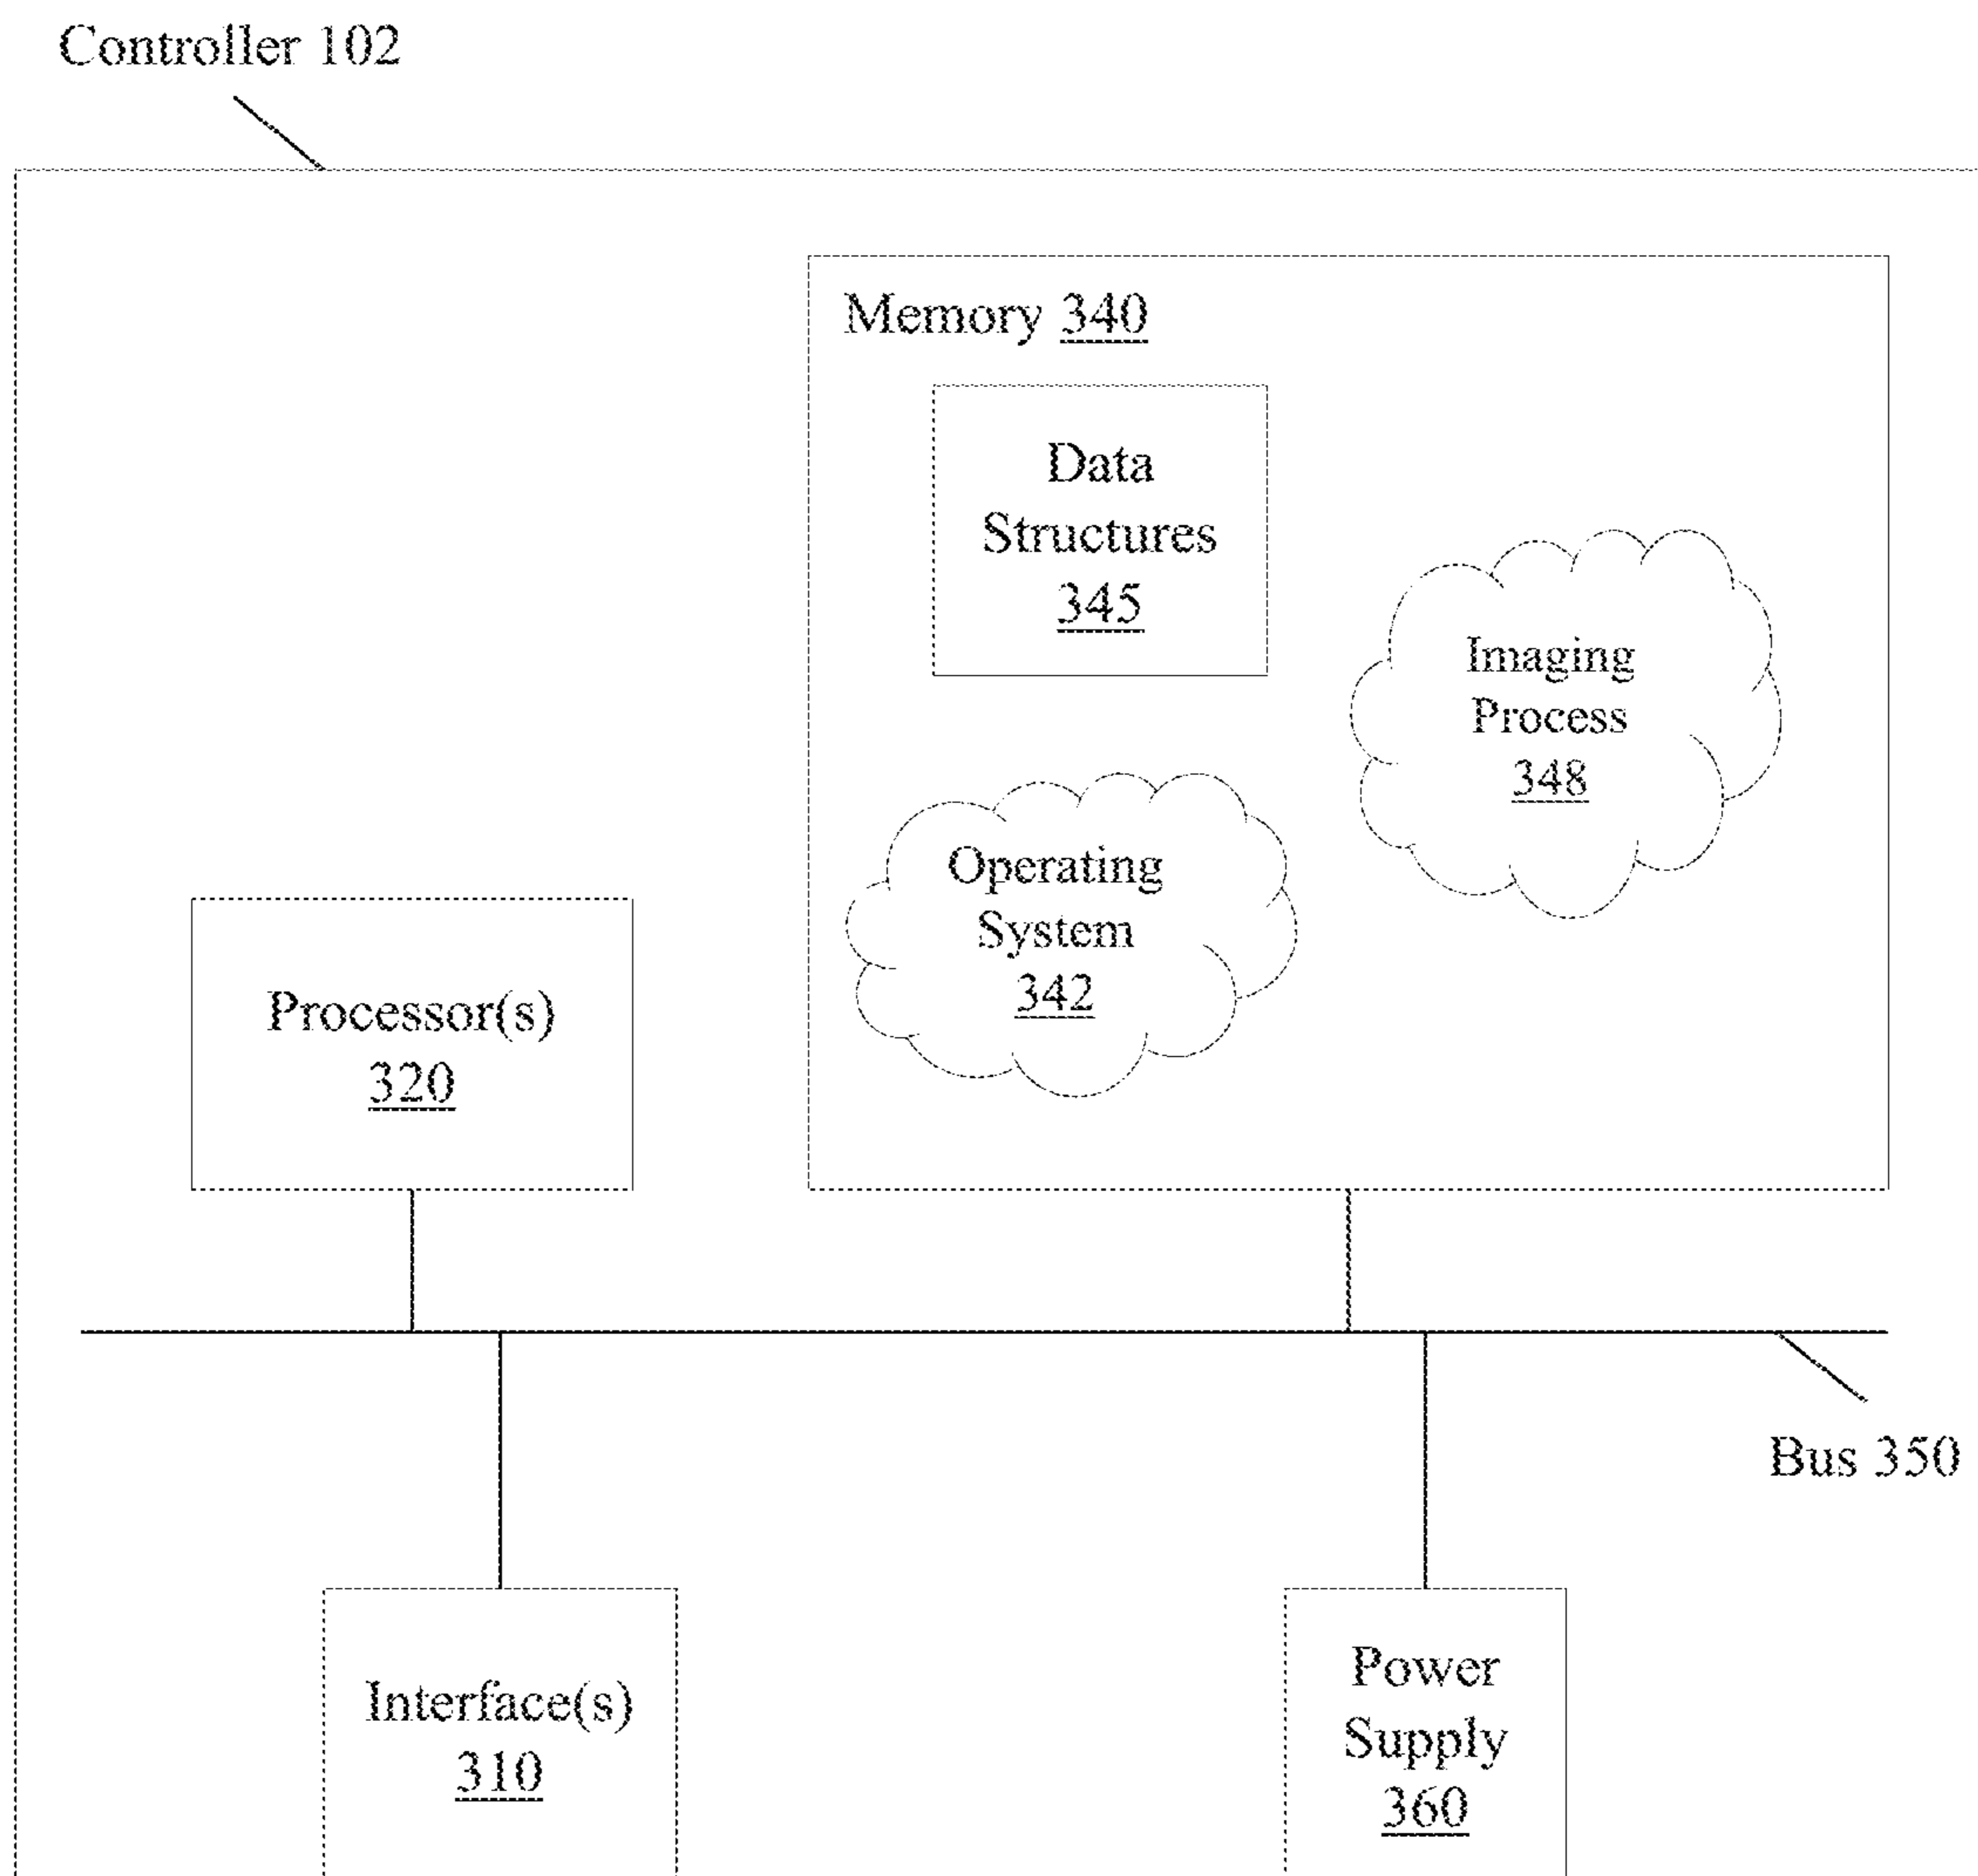 Controller 102
Memory 340
Data
Structures
345
Imaging
Process
348
Operating
System
342
Processor(s)
320
Bus 350
Interface(s)
310
Power
Supply
360